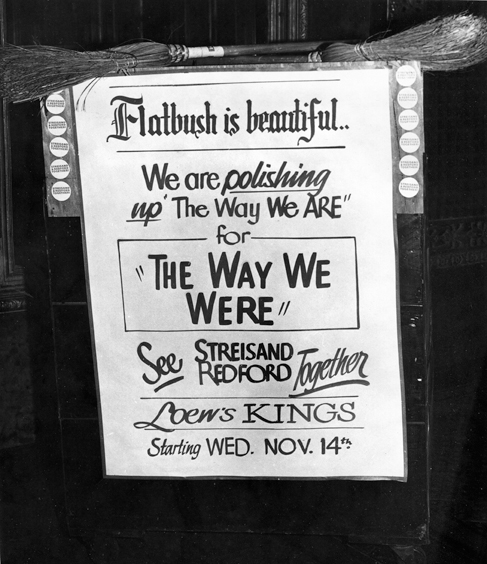 Flatbush is beautiful..
We are polishing
up' The Way We ARE"
for
"THE WAY WE
WERE"
See STREISAND
REDFORD Together
Loew's KINGS
Starting WED. NOV. 14th